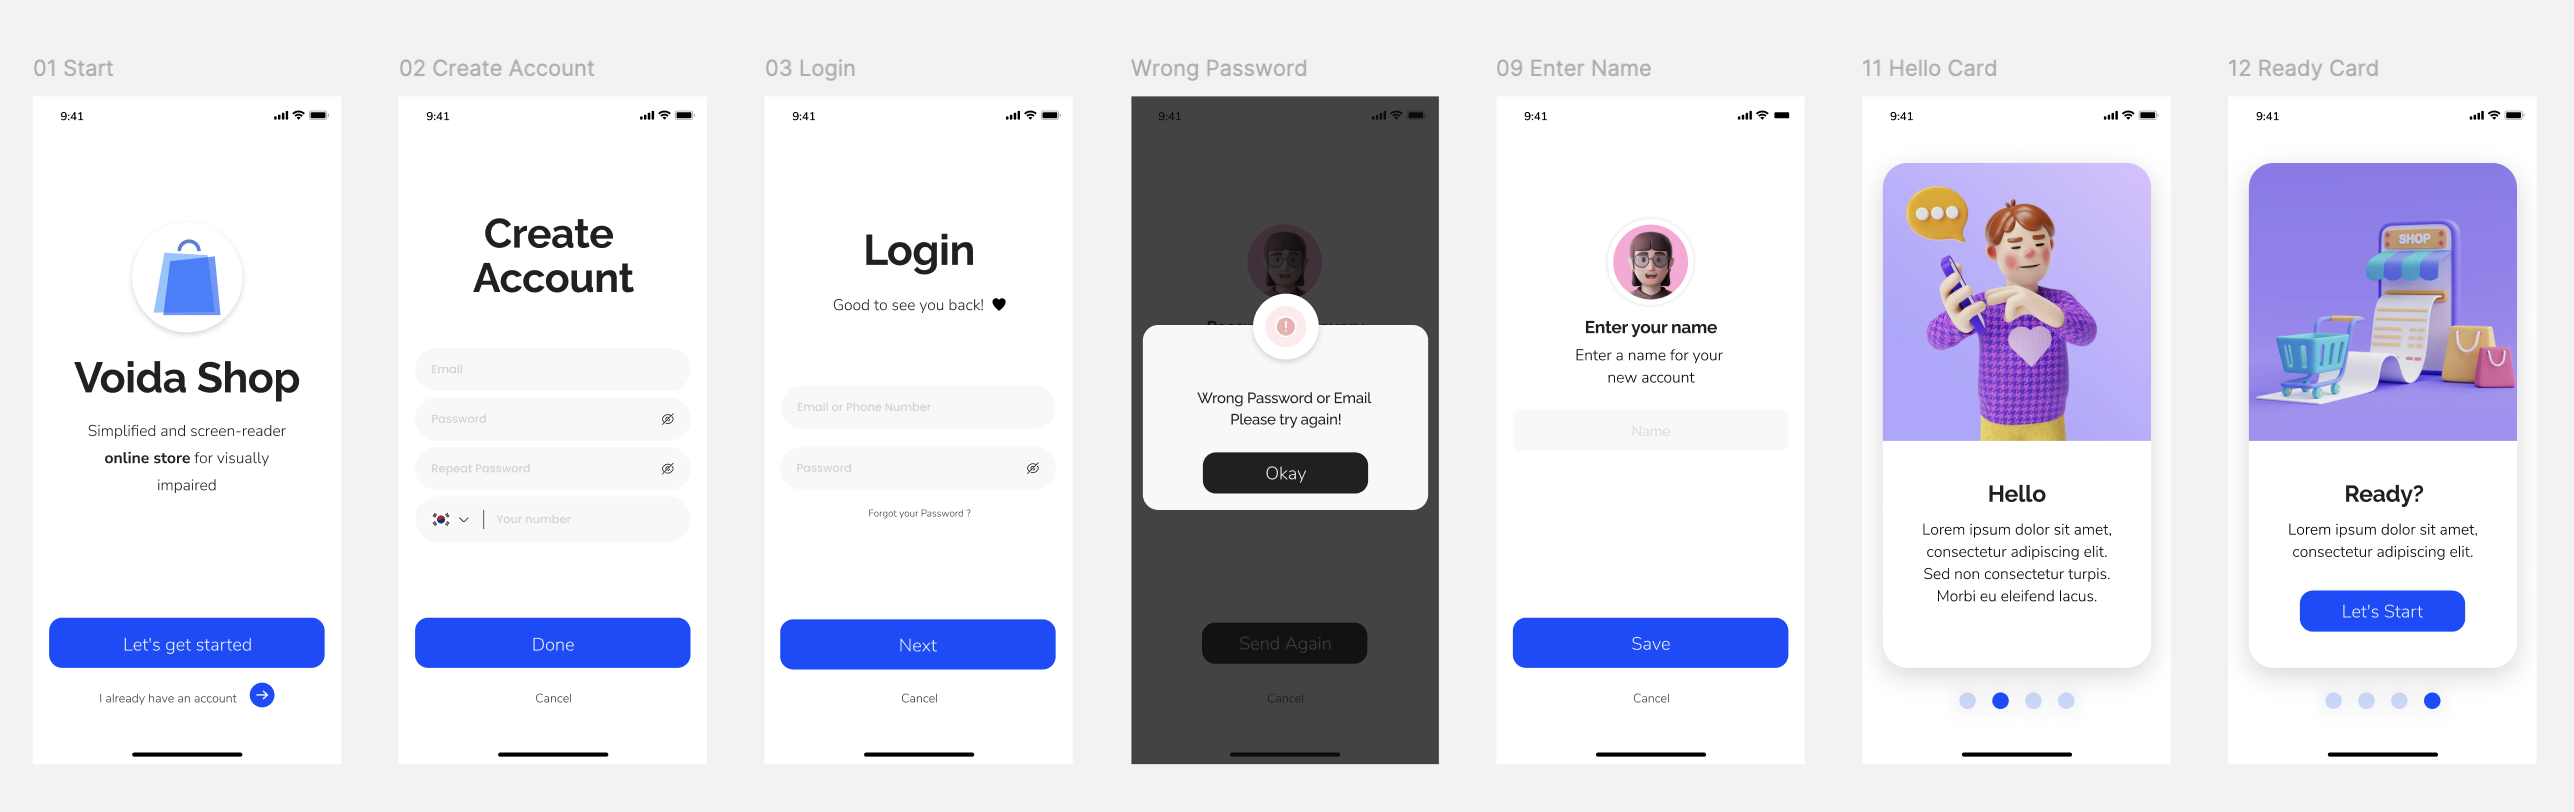 01 Start
9:41
Voida Shop
Simplified and screen-reader
online store for visually
impaired
Let's get started
I already have an account
02 Create Account
9:41
Create
Account
Email
Password
Repeat Password
Your number
Done
Cancel
03 Login
9:41
Login
Good to see you back!
Email or Phone Number
Password
Forgot your Password ?
Next
Cancel
Wrong Password
9:41
Wrong Password or Email
Please try again!
Okay
Send Again
Cancel
09 Enter Name
9:41
Enter your name
Enter a name for your
new account
Name
Save
Cancel
11 Hello Card
9:41
Hello
Lorem ipsum dolor sit amet,
consectetur adipiscing elit.
Sed non consectetur turpis.
Morbi eu eleifend lacus.
12 Ready Card
9:41
SHOP
Ready?
Lorem ipsum dolor sit amet,
consectetur adipiscing elit.
Let's Start